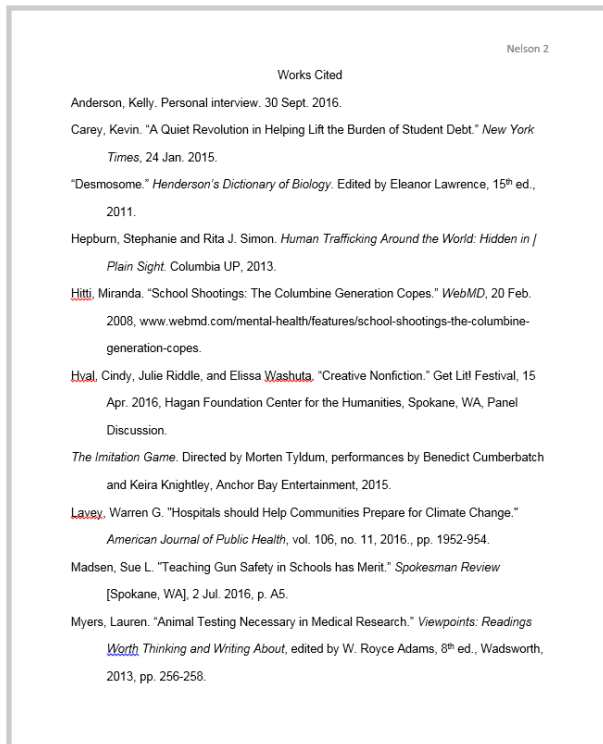 Nelson 2
Works Cited
Anderson, Kelly. Personal interview. 30 Sept. 2016.
Carey, Kevin. “A Quiet Revolution in Helping Lift the Burden of Student Debt.” New York
Times, 24 Jan. 2015.
“Desmosome.” Henderson’s Dictionary of Biology. Edited by Eleanor Lawrence, 15th ed.,
2011.
Hepburn, Stephanie and Rita J. Simon. Human Trafficking Around the World: Hidden in |
Plain Sight. Columbia UP, 2013.
Hitti, Miranda. “School Shootings: The Columbine Generation Copes.” WebMD, 20 Feb.
2008, www.webmd.com/mental-health/features/school-shootings-the-columbine-
generation-copes.
Hval, Cindy, Julie Riddle, and Elissa Washuta. “Creative Nonfiction.” Get Lit! Festival, 15
Apr. 2016, Hagan Foundation Center for the Humanities, Spokane, WA, Panel
Discussion.
The Imitation Game. Directed by Morten Tyldum, performances by Benedict Cumberbatch
and Keira Knightley, Anchor Bay Entertainment, 2015.
Lavey, Warren G. "Hospitals should Help Communities Prepare for Climate Change."
American Journal of Public Health, vol. 106, no. 11, 2016., pp. 1952-954.
Madsen, Sue L. "Teaching Gun Safety in Schools has Merit.” Spokesman Review
[Spokane, WA], 2 Jul. 2016, p. A5.
Myers, Lauren. “Animal Testing Necessary in Medical Research.” Viewpoints: Readings
Worth Thinking and Writing About, edited by W. Royce Adams, 8th ed., Wadsworth,
2013, pp. 256-258.